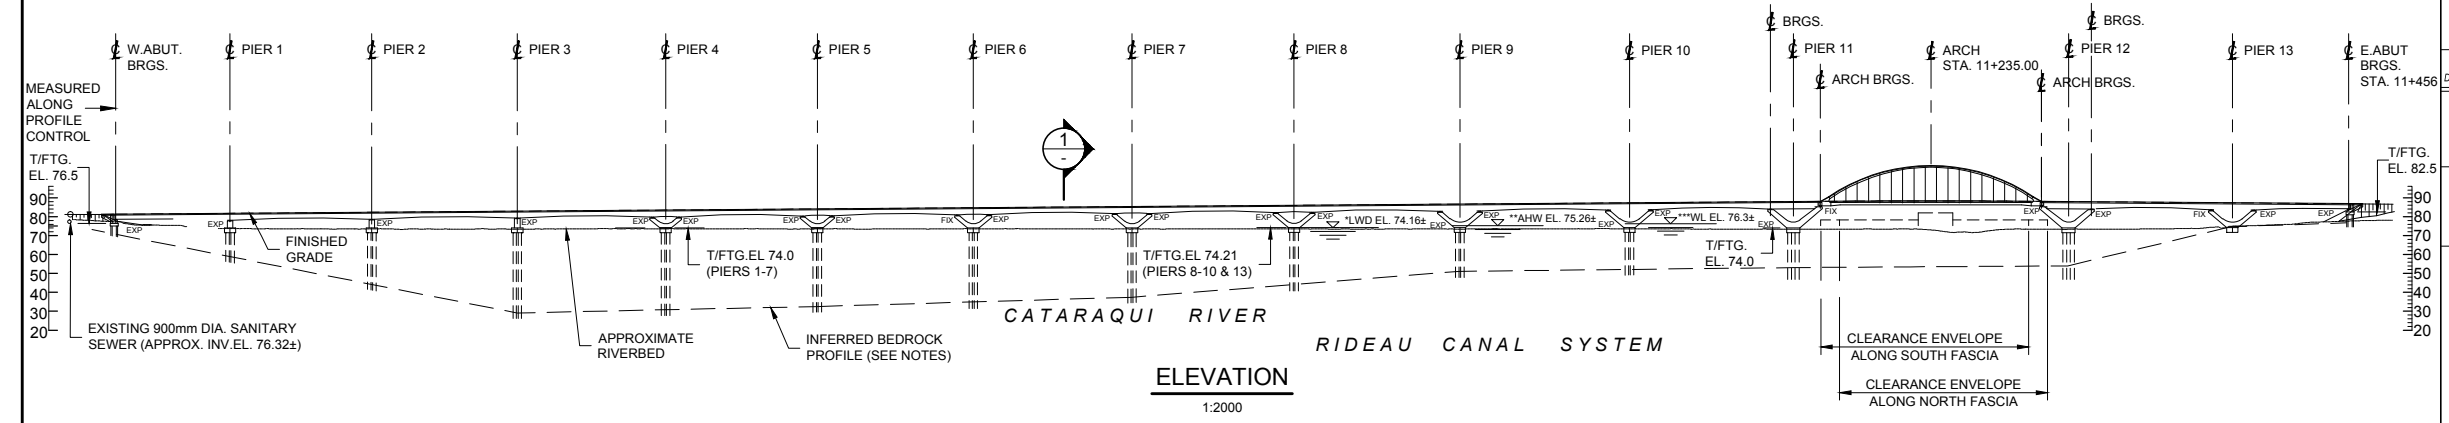 ℄ W.ABUT.
BRGS.
℄ PIER 1
℄ PIER 2
℄ PIER 3
℄ PIER 4
℄ PIER 5
℄ PIER 6
℄ PIER 7
℄ PIER 8
℄ PIER 9
℄ PIER 10
℄ BRGS.
℄ PIER 11
℄ ARCH BRGS.
℄ ARCH
STA. 11+235.00
℄ BRGS.
℄ PIER 12
℄ ARCH BRGS.
℄ PIER 13
℄ E.ABUT
BRGS.
STA. 11+456
MEASURED
ALONG
PROFILE
CONTROL
T/FTG.
EL. 76.5
1
-
T/FTG.
EL. 82.5
90
80
70
60
50
40
30
20
EXP
EXP
EXP
EXP
EXP
EXP
EXP
EXP
EXP
EXP
FIX
EXP
EXP
EXP
EXP
EXP
*LWD EL. 74.16±
EXP
EXP
**AHW EL. 75.26±
EXP
EXP
***WL EL. 76.3±
EXP
FIX
EXP
EXP
FIX
EXP
EXP
90
80
70
60
50
40
30
20
FINISHED
GRADE
T/FTG.EL 74.0
(PIERS 1-7)
T/FTG.EL 74.21
(PIERS 8-10 & 13)
T/FTG.
EL. 74.0
EXISTING 900mm DIA. SANITARY
SEWER (APPROX. INV.EL. 76.32±)
APPROXIMATE
RIVERBED
INFERRED BEDROCK
PROFILE (SEE NOTES)
CATARAQUI RIVER
RIDEAU CANAL SYSTEM
CLEARANCE ENVELOPE
ALONG SOUTH FASCIA
CLEARANCE ENVELOPE
ALONG NORTH FASCIA
ELEVATION
1:2000